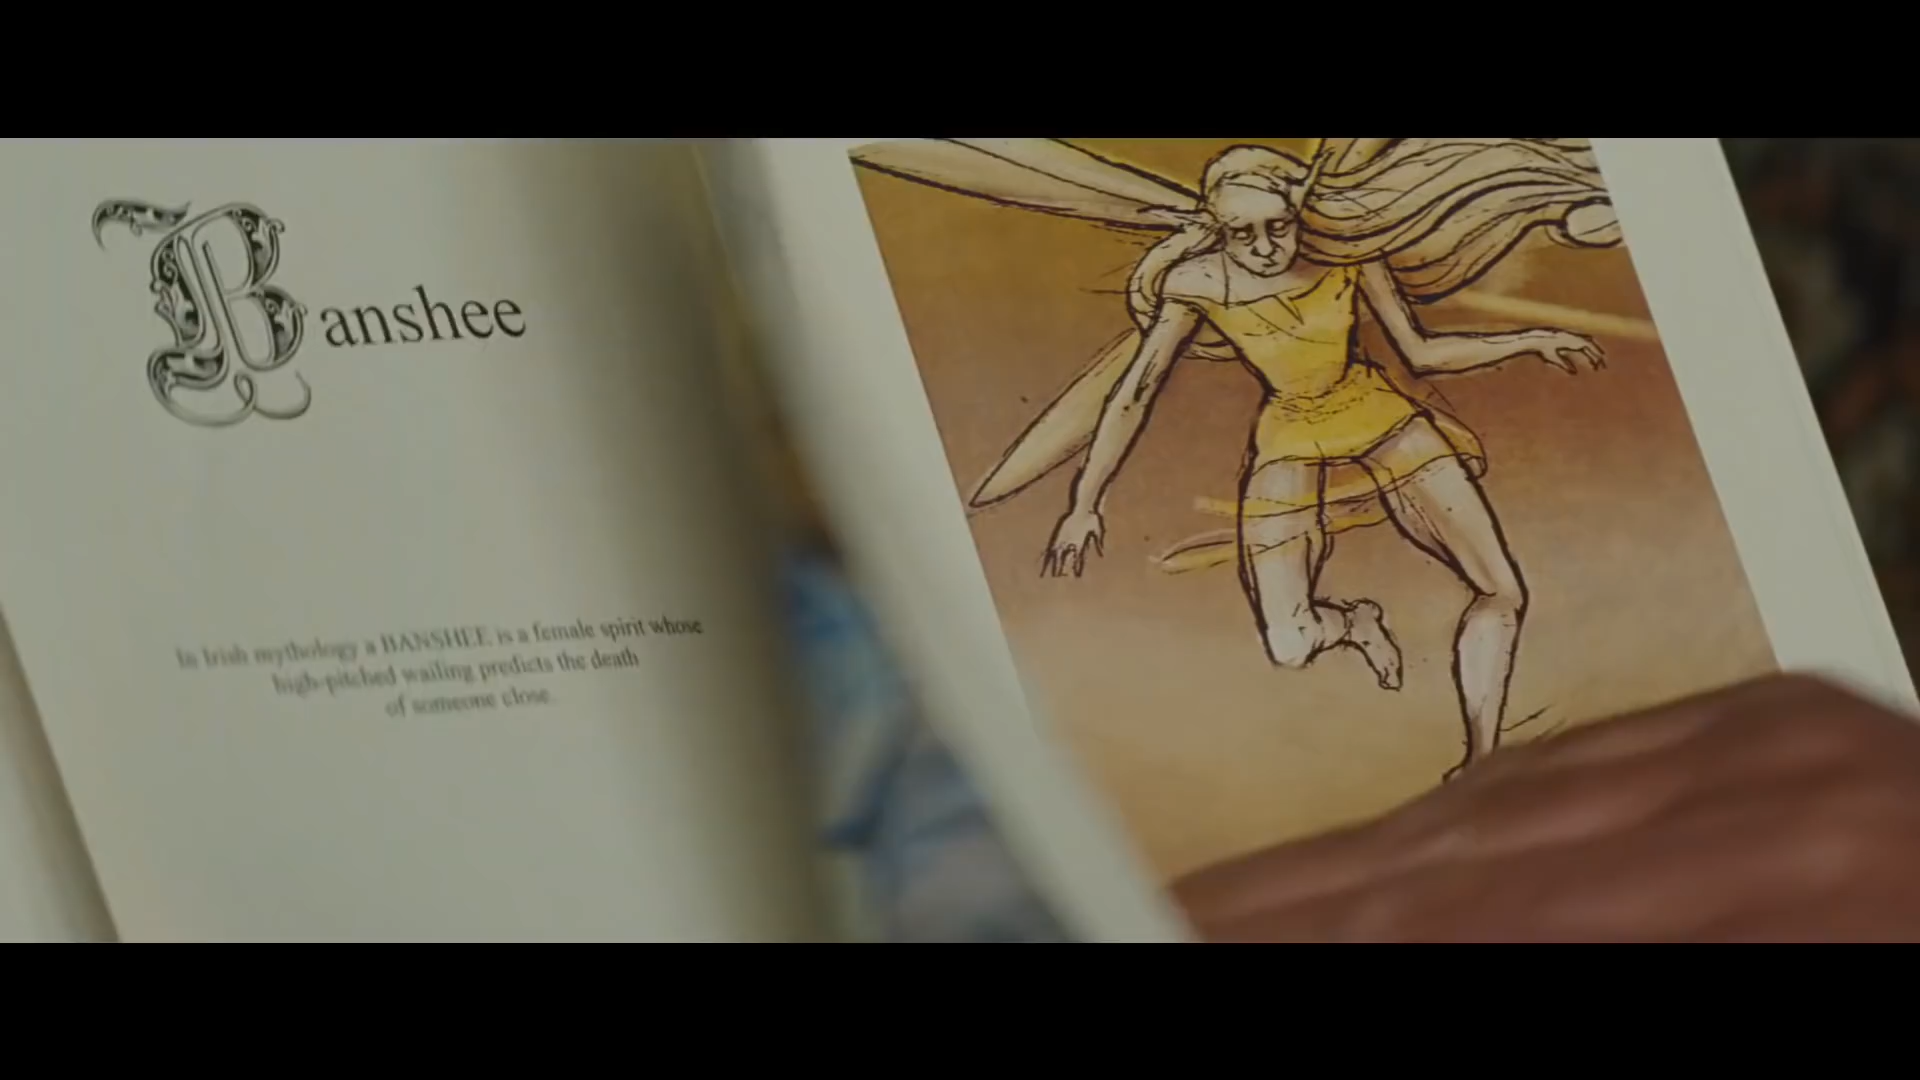 Banshee
In Irish mythology a BANSHEE is a female spirit whose
high-pitched wailing predicts the death
of someone close.